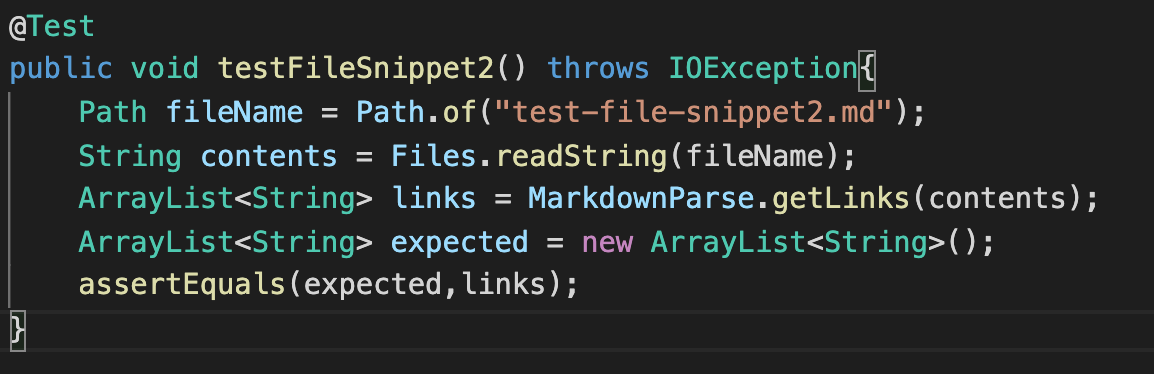 @Test
public void testFileSnippet2() throws IOException{
    Path fileName = Path.of("test-file-snippet2.md");
    String contents = Files.readString(fileName);
    ArrayList<String> links = MarkdownParse.getLinks(contents);
    ArrayList<String> expected = new ArrayList<String>();
    assertEquals(expected,links);
}